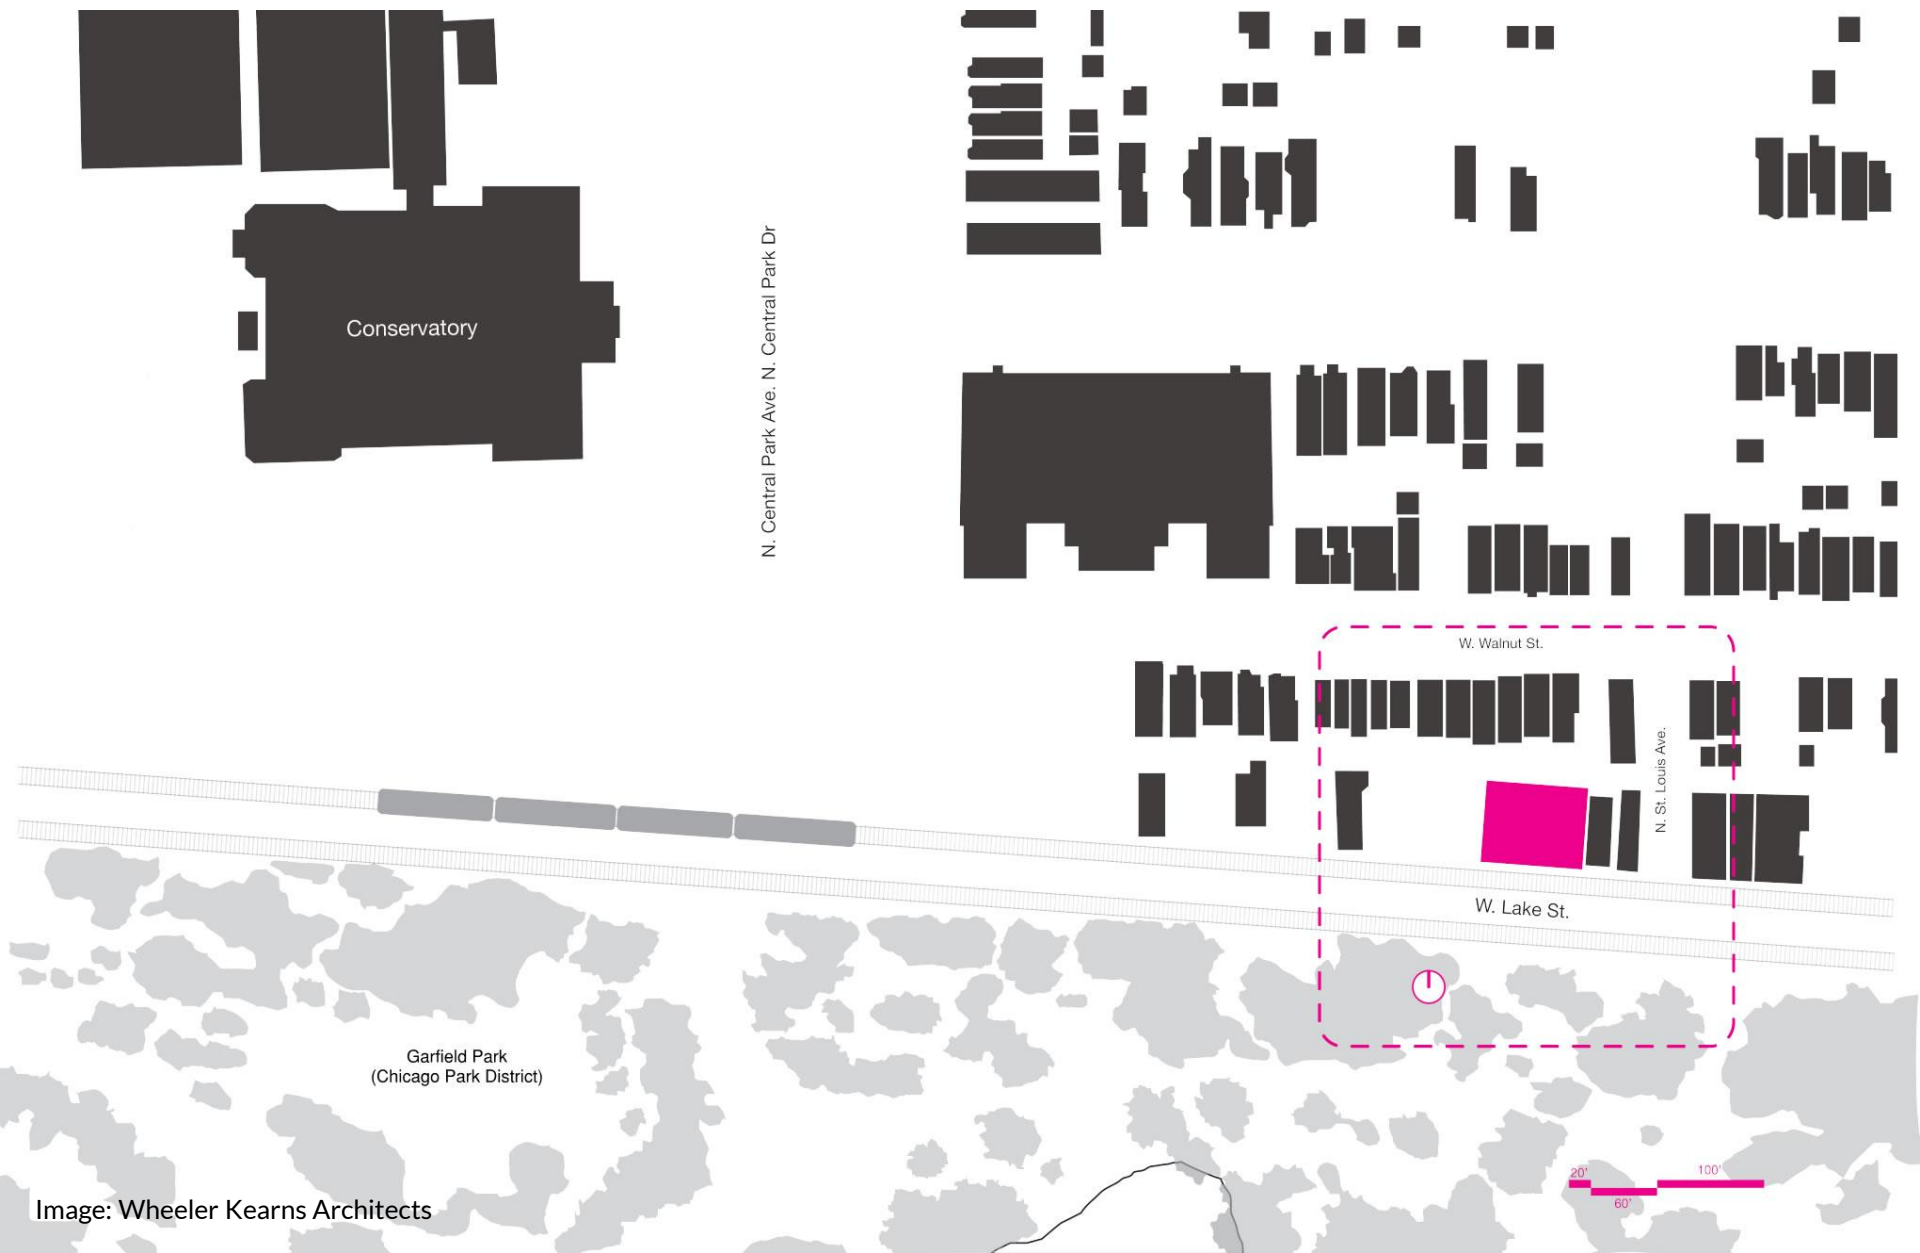 Conservatory
N. Central Park Ave. N. Central Park Dr
W. Walnut St.
N. St. Louis Ave.
W. Lake St.
Garfield Park
(Chicago Park District)
20'
100'
60'
Image: Wheeler Kearns Architects